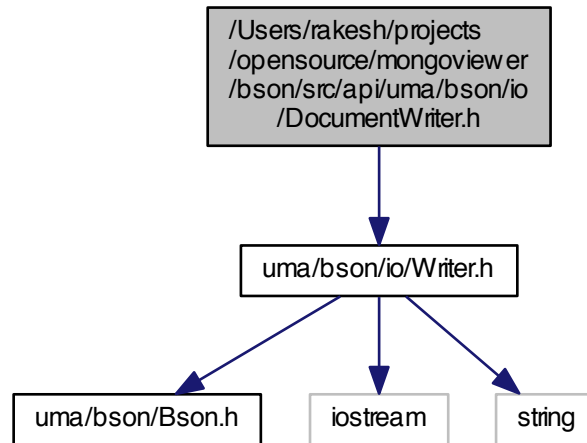 /Users/rakesh/projects
/opensource/mongoviewer
/bson/src/api/uma/bson/io
/DocumentWriter.h
uma/bson/io/Writer.h
uma/bson/Bson.h
iostream
string